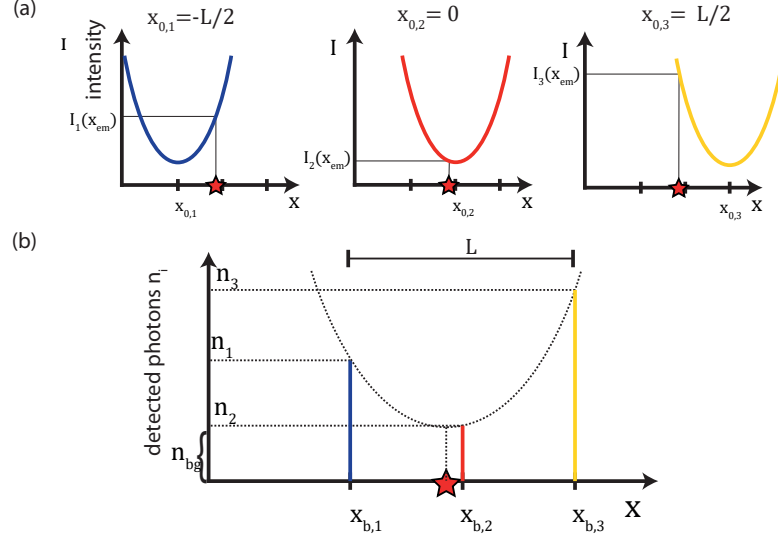 (a)
x0,1=-L/2
x0,2= 0
x0,3= L/2
I
intensity
I1(xem)
x0,1
x
I
I2(xem)
x0,2
x
I
I3(xem)
x0,3
x
(b)
L
detected photons ni
n3
n1
n2
nbg
xb,1
xb,2
xb,3
x